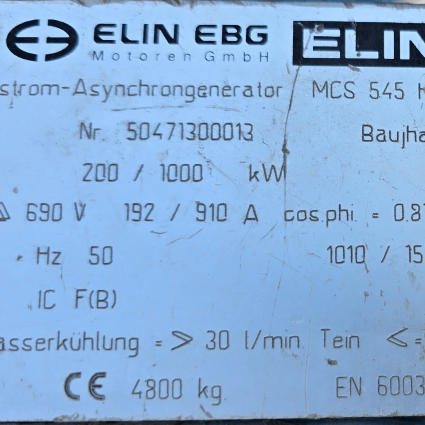 ELIN EBG ELIN
Motoren GmbH
strom-Asynchrongenerator MCS 545
Nr. 50471300013 Baujha
200 / 1000 kW
△ 690 V 192 / 910 A cos.phi. = 0.8
Hz 50 1010 / 15
IC F(B)
asserkühlung => 30 l/min Tein <=
CE 4800 kg EN 6003